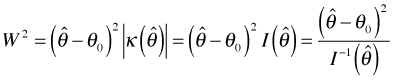 W² = (θ̂ - θ₀)² |κ(θ̂)| = (θ̂ - θ₀)² I(θ̂) = (θ̂ - θ₀)² / I⁻¹(θ̂)